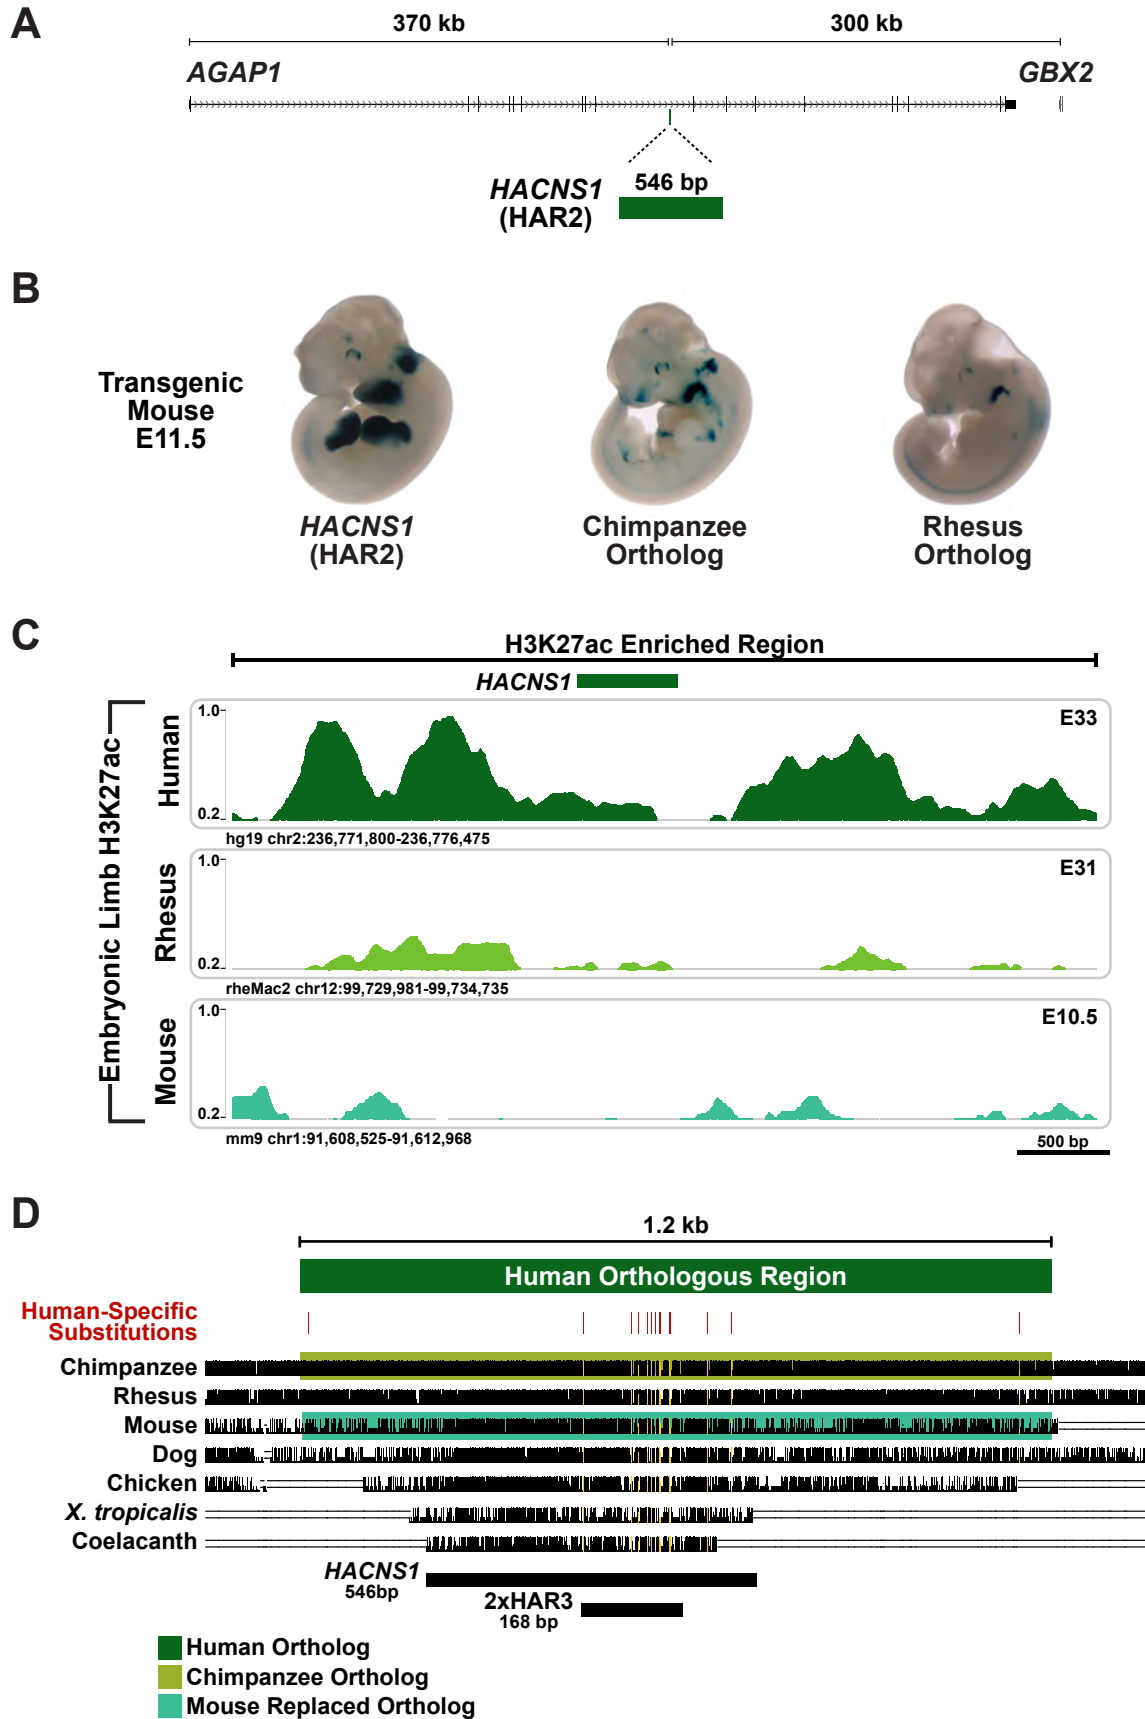 A
370 kb
300 kb
AGAP1
GBX2
546 bp
HACNS1
(HAR2)
B
Transgenic
Mouse
E11.5
HACNS1
(HAR2)
Chimpanzee
Ortholog
Rhesus
Ortholog
C
H3K27ac Enriched Region
HACNS1
Embryonic Limb H3K27ac
Human
1.0
0.2
E33
hg19 chr2:236,771,800-236,776,475
Rhesus
1.0
0.2
E31
rheMac2 chr12:99,729,981-99,734,735
Mouse
1.0
0.2
E10.5
mm9 chr1:91,608,525-91,612,968
500 bp
D
1.2 kb
Human Orthologous Region
Human-Specific
Substitutions
Chimpanzee
Rhesus
Mouse
Dog
Chicken
X. tropicalis
Coelacanth
HACNS1
546bp
2xHAR3
168 bp
Human Ortholog
Chimpanzee Ortholog
Mouse Replaced Ortholog